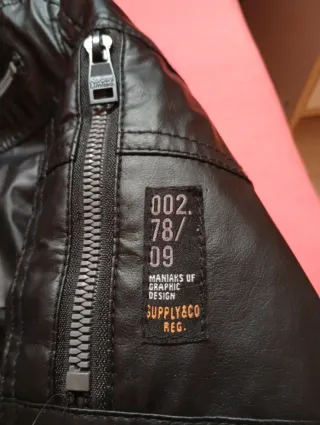 002.
78/
09
MANIAKS OF
GRAPHIC
DESIGN
SUPPLY&CO
REG.